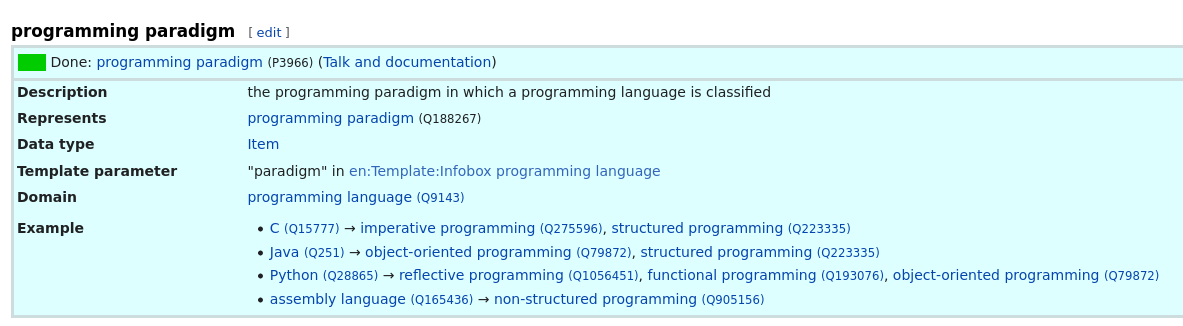 programming paradigm [ edit ]
Done: programming paradigm (P3966) (Talk and documentation)
Description the programming paradigm in which a programming language is classified
Represents programming paradigm (Q188267)
Data type Item
Template parameter "paradigm" in en:Template:Infobox programming language
Domain programming language (Q9143)
Example • C (Q15777) → imperative programming (Q275596), structured programming (Q223335)
• Java (Q251) → object-oriented programming (Q79872), structured programming (Q223335)
• Python (Q28865) → reflective programming (Q1056451), functional programming (Q193076), object-oriented programming (Q79872)
• assembly language (Q165436) → non-structured programming (Q905156)